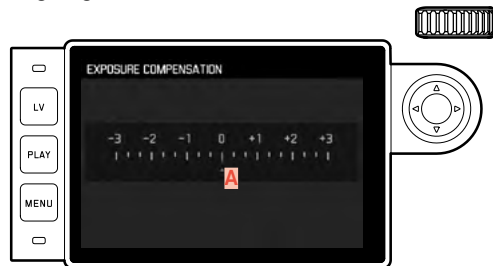 EXPOSURE COMPENSATION
LV
-3 -2 -1 0 +1 +2 +3
PLAY
A
MENU